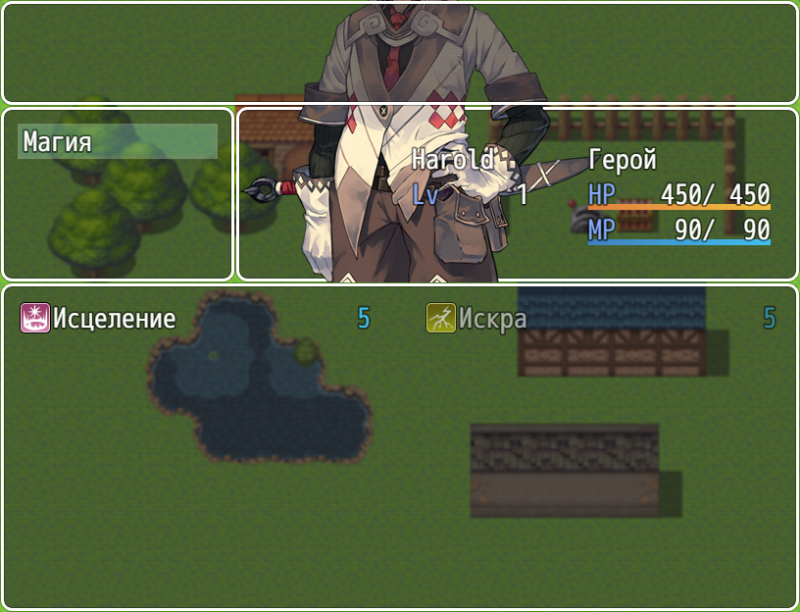 Магия
Harold Герой
Lv 1 HP 450/ 450
MP 90/ 90
Исцеление 5 Искра 5